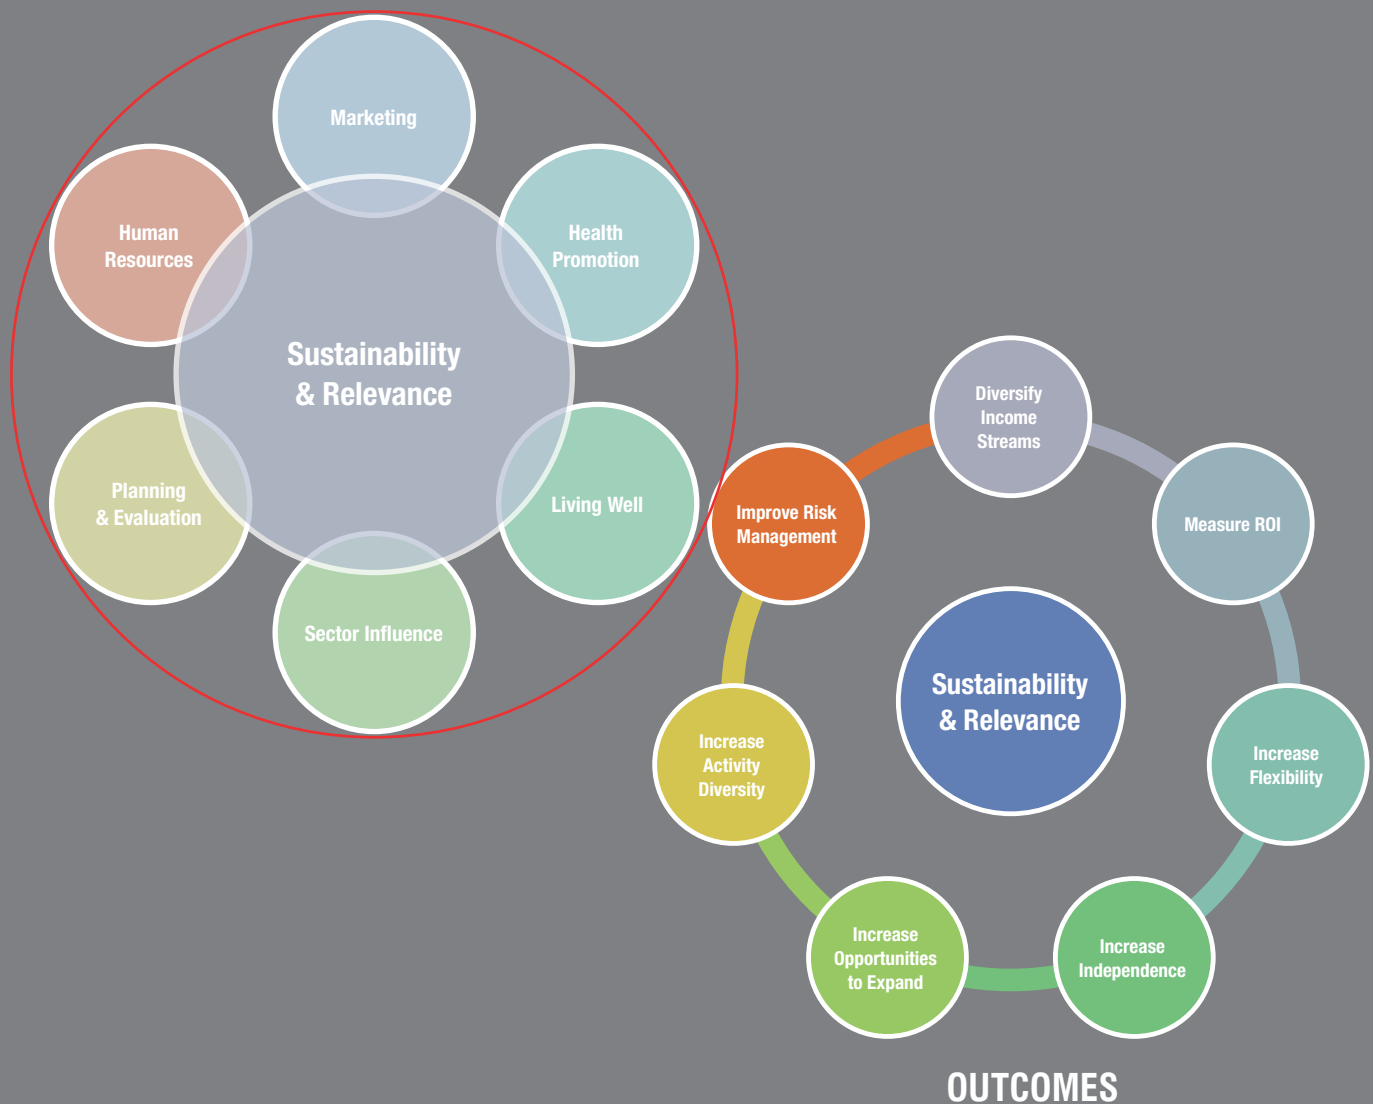 Marketing
Health
Promotion
Living Well
Sector Influence
Planning
& Evaluation
Human
Resources
Sustainability
& Relevance
Diversify
Income
Streams
Measure ROI
Increase
Flexibility
Increase
Independence
Increase
Opportunities
to Expand
Increase
Activity
Diversity
Improve Risk
Management
Sustainability
& Relevance
OUTCOMES